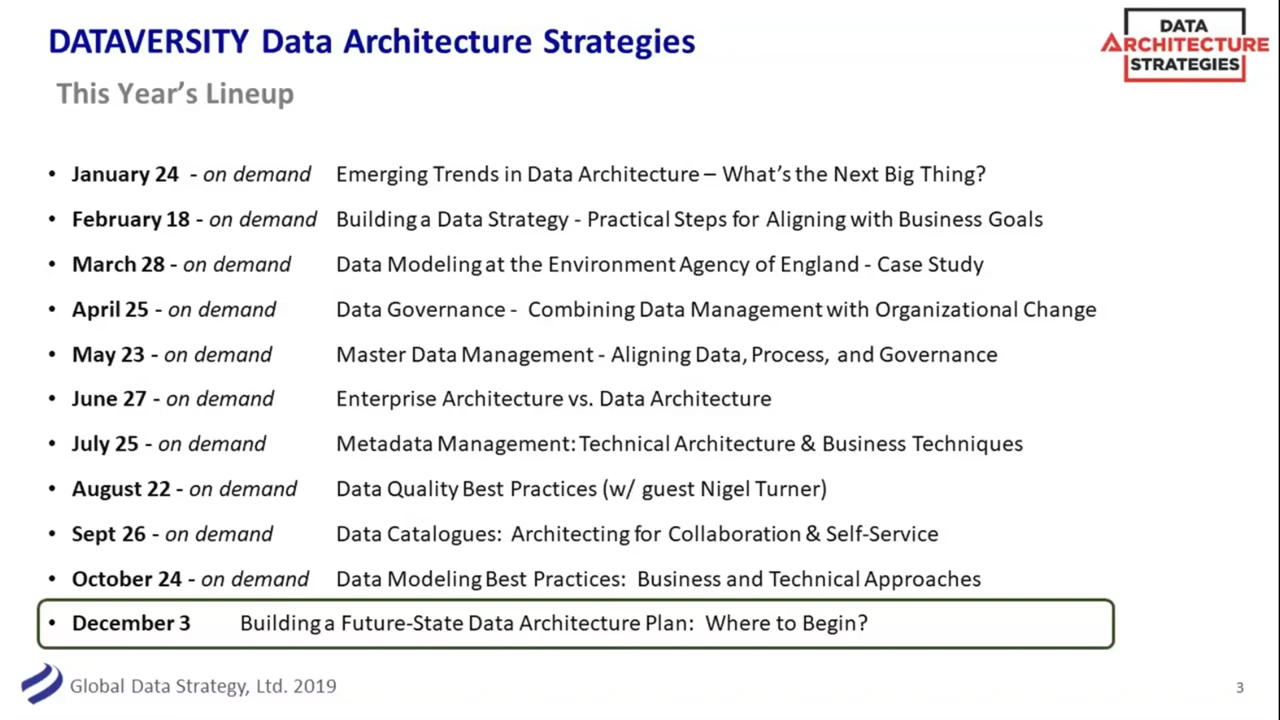 DATAVERSITY Data Architecture Strategies
DATA
ARCHITECTURE
STRATEGIES
This Year's Lineup
• January 24 - on demand Emerging Trends in Data Architecture – What's the Next Big Thing?
• February 18 - on demand Building a Data Strategy - Practical Steps for Aligning with Business Goals
• March 28 - on demand Data Modeling at the Environment Agency of England - Case Study
• April 25 - on demand Data Governance - Combining Data Management with Organizational Change
• May 23 - on demand Master Data Management - Aligning Data, Process, and Governance
• June 27 - on demand Enterprise Architecture vs. Data Architecture
• July 25 - on demand Metadata Management: Technical Architecture & Business Techniques
• August 22 - on demand Data Quality Best Practices (w/ guest Nigel Turner)
• Sept 26 - on demand Data Catalogues: Architecting for Collaboration & Self-Service
• October 24 - on demand Data Modeling Best Practices: Business and Technical Approaches
• December 3 Building a Future-State Data Architecture Plan: Where to Begin?
Global Data Strategy, Ltd. 2019
3